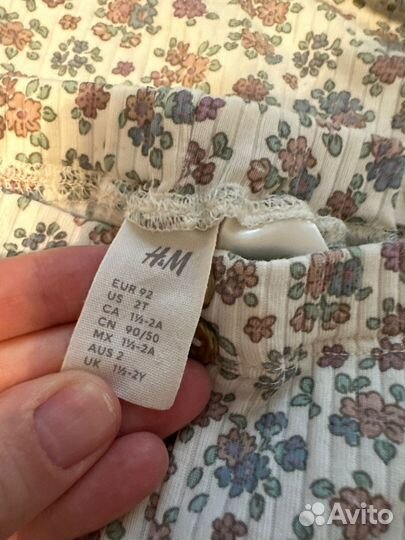 H&M
EUR 92
US 2T
CA 1½-2A
CN 90/50
MX 1½-2A
AUS 2
UK 1½-2Y
Avito